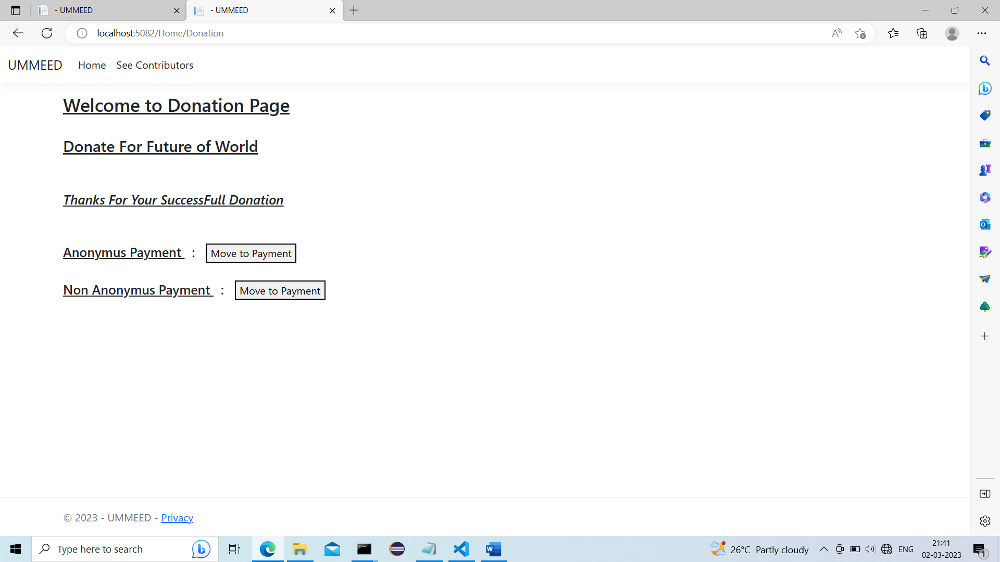 - UMMEED
- UMMEED
localhost:5082/Home/Donation
UMMEED Home See Contributors
Welcome to Donation Page
Donate For Future of World
Thanks For Your SuccessFull Donation
Anonymus Payment : Move to Payment
Non Anonymus Payment : Move to Payment
© 2023 - UMMEED - Privacy
Type here to search
26°C Partly cloudy
ENG
21:41
02-03-2023
1